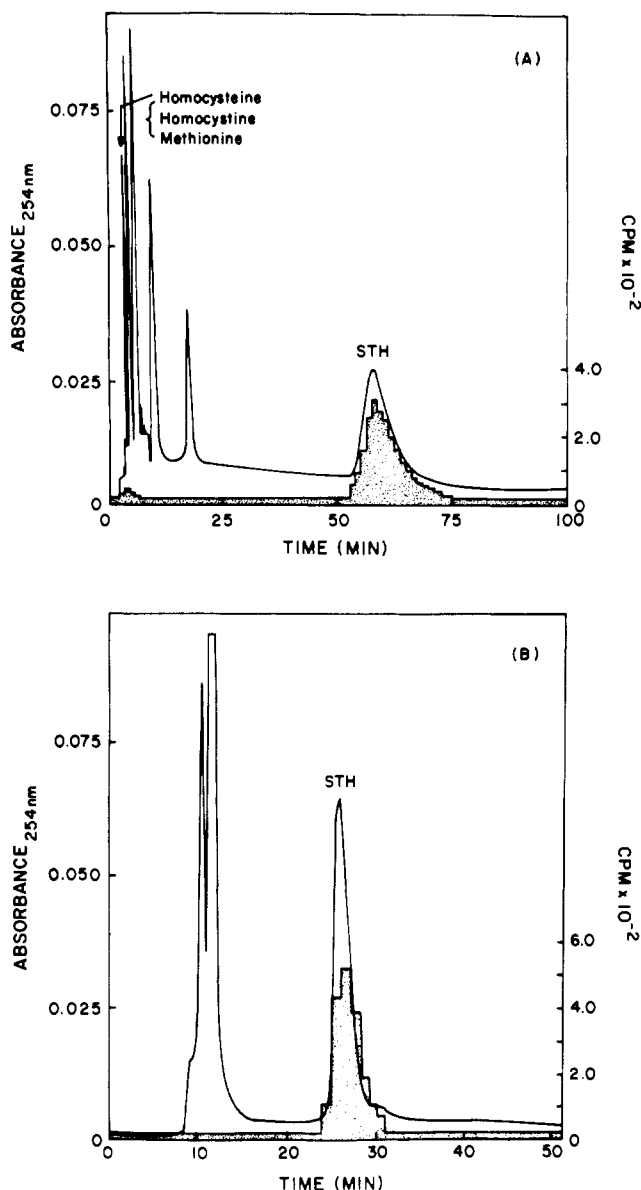 (A)
Homocysteine
Homocystine
Methionine
STH
ABSORBANCE254nm
0.075
0.050
0.025
0
CPM x 10-2
4.0
2.0
0
0
25
50
75
100
TIME (MIN)
(B)
STH
ABSORBANCE254nm
0.075
0.050
0.025
0
CPM x 10-2
6.0
4.0
2.0
0
0
10
20
30
40
50
TIME (MIN)